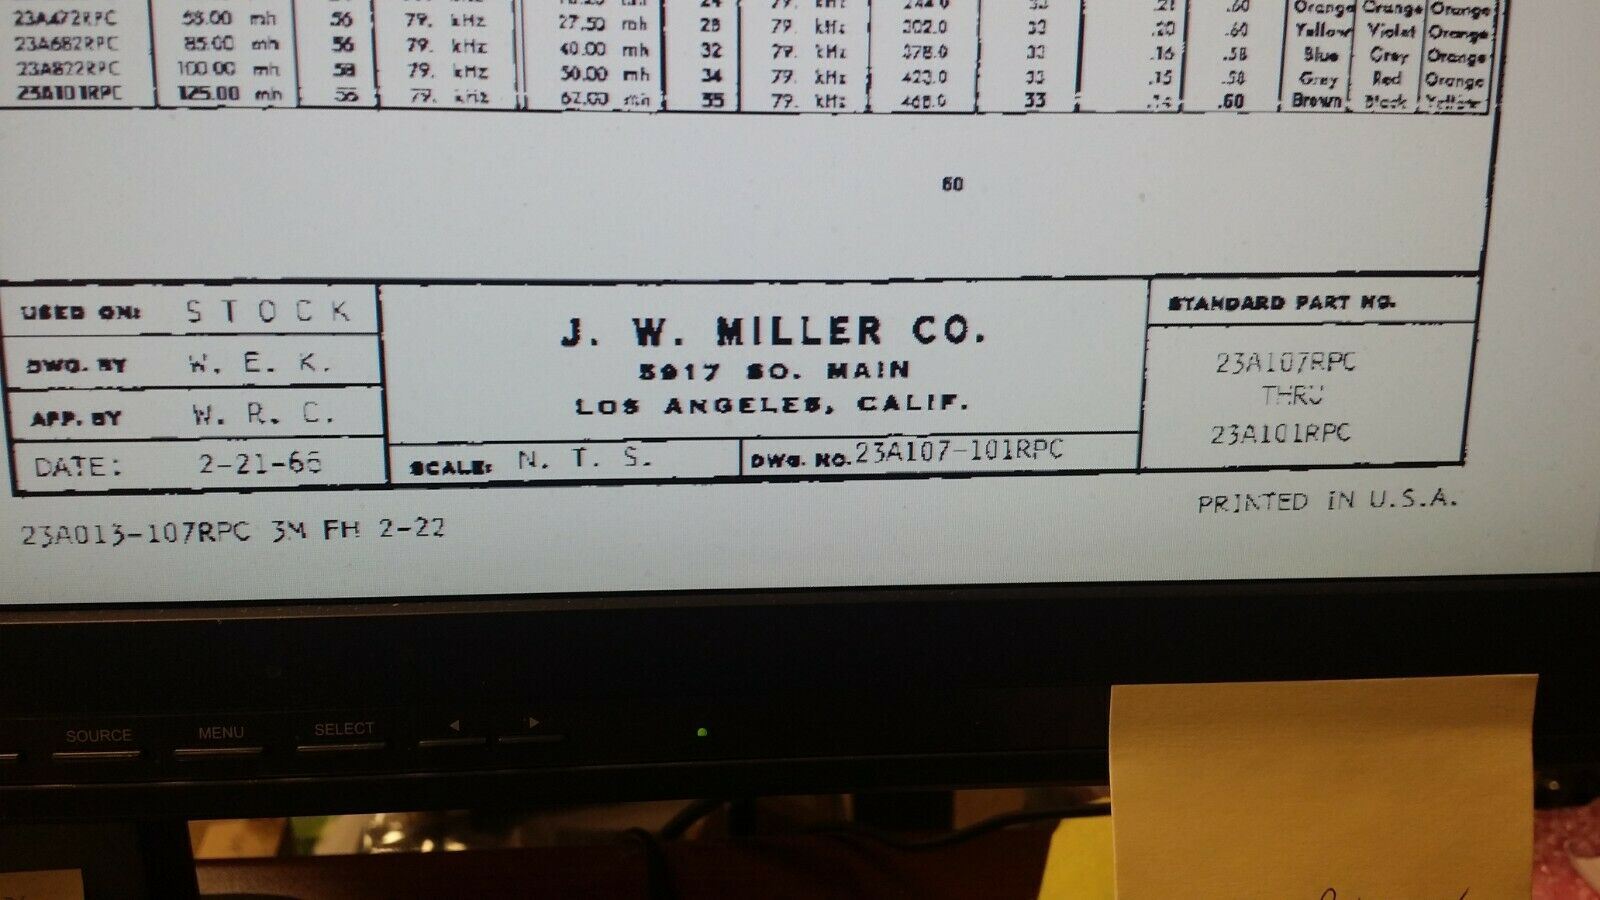 23A472RPC 58.00 mh 56 79. kHz 27.50 mh 28 79. kHz 302.0 33 .20 .60 Yellow Violet Orange
23A682RPC 85.00 mh 56 79. kHz 40.00 mh 32 79. kHz 378.0 33 .16 .58 Blue Grey Orange
23A822RPC 100.00 mh 58 79. kHz 50.00 mh 34 79. kHz 423.0 33 .15 .58 Grey Red Orange
23A101RPC 125.00 mh 56 79. kHz 62.00 mh 35 79. kHz 468.0 33 .14 .60 Brown Black Yellow
60
USED ON: STOCK
DWG. BY W. E. K.
APP. BY W. R. C.
DATE: 2-21-66
J. W. MILLER CO.
5917 SO. MAIN
LOS ANGELES, CALIF.
SCALE: N. T. S.
DWG. NO. 23A107-101RPC
STANDARD PART NO.
23A107RPC
THRU
23A101RPC
23A013-107RPC 3M FH 2-22
PRINTED IN U.S.A.
SOURCE MENU SELECT